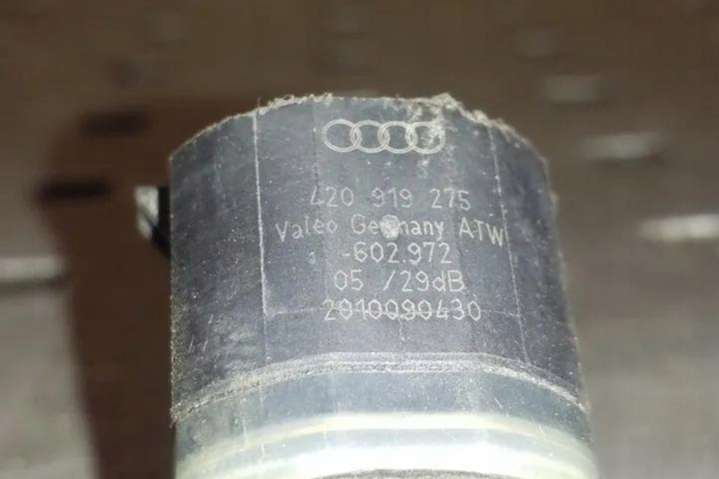 420 919 275
Valeo Germany ATW
-602.972
05 /29dB
2010090430